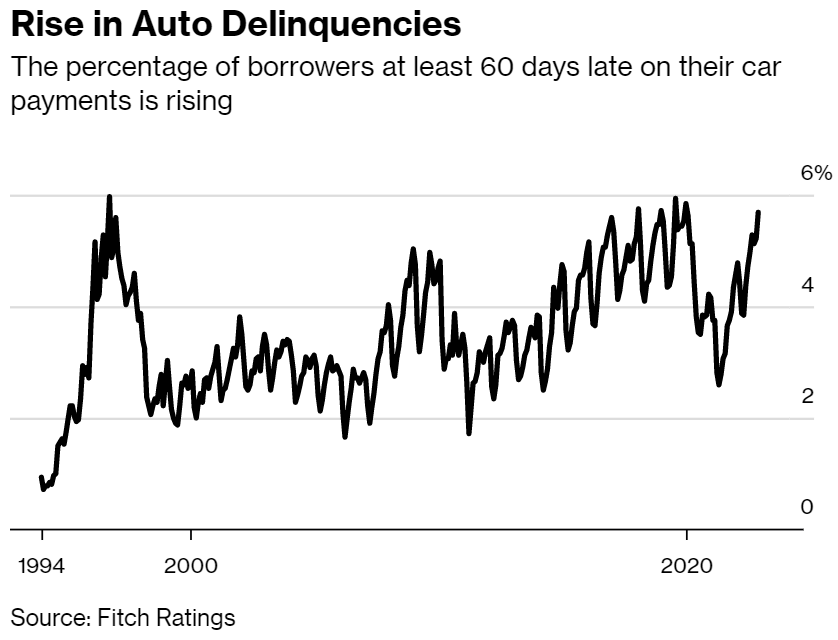 Rise in Auto Delinquencies
The percentage of borrowers at least 60 days late on their car
payments is rising
6%
4
2
0
1994
2000
2020
Source: Fitch Ratings